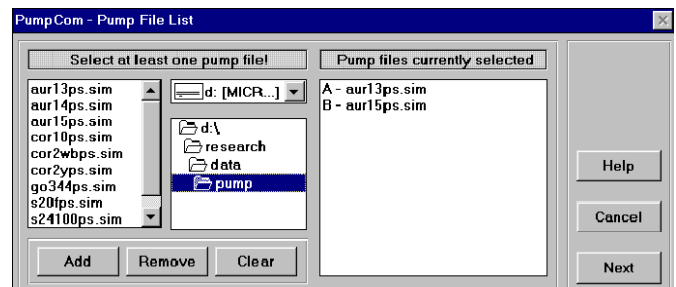 PumpCom - Pump File List
Select at least one pump file!
aur13ps.sim
aur14ps.sim
aur15ps.sim
cor10ps.sim
cor2wbps.sim
cor2yps.sim
go344ps.sim
s20fps.sim
s24100ps.sim
d: [MICR...]
d:\
research
data
pump
Add
Remove
Clear
Pump files currently selected
A - aur13ps.sim
B - aur15ps.sim
Help
Cancel
Next